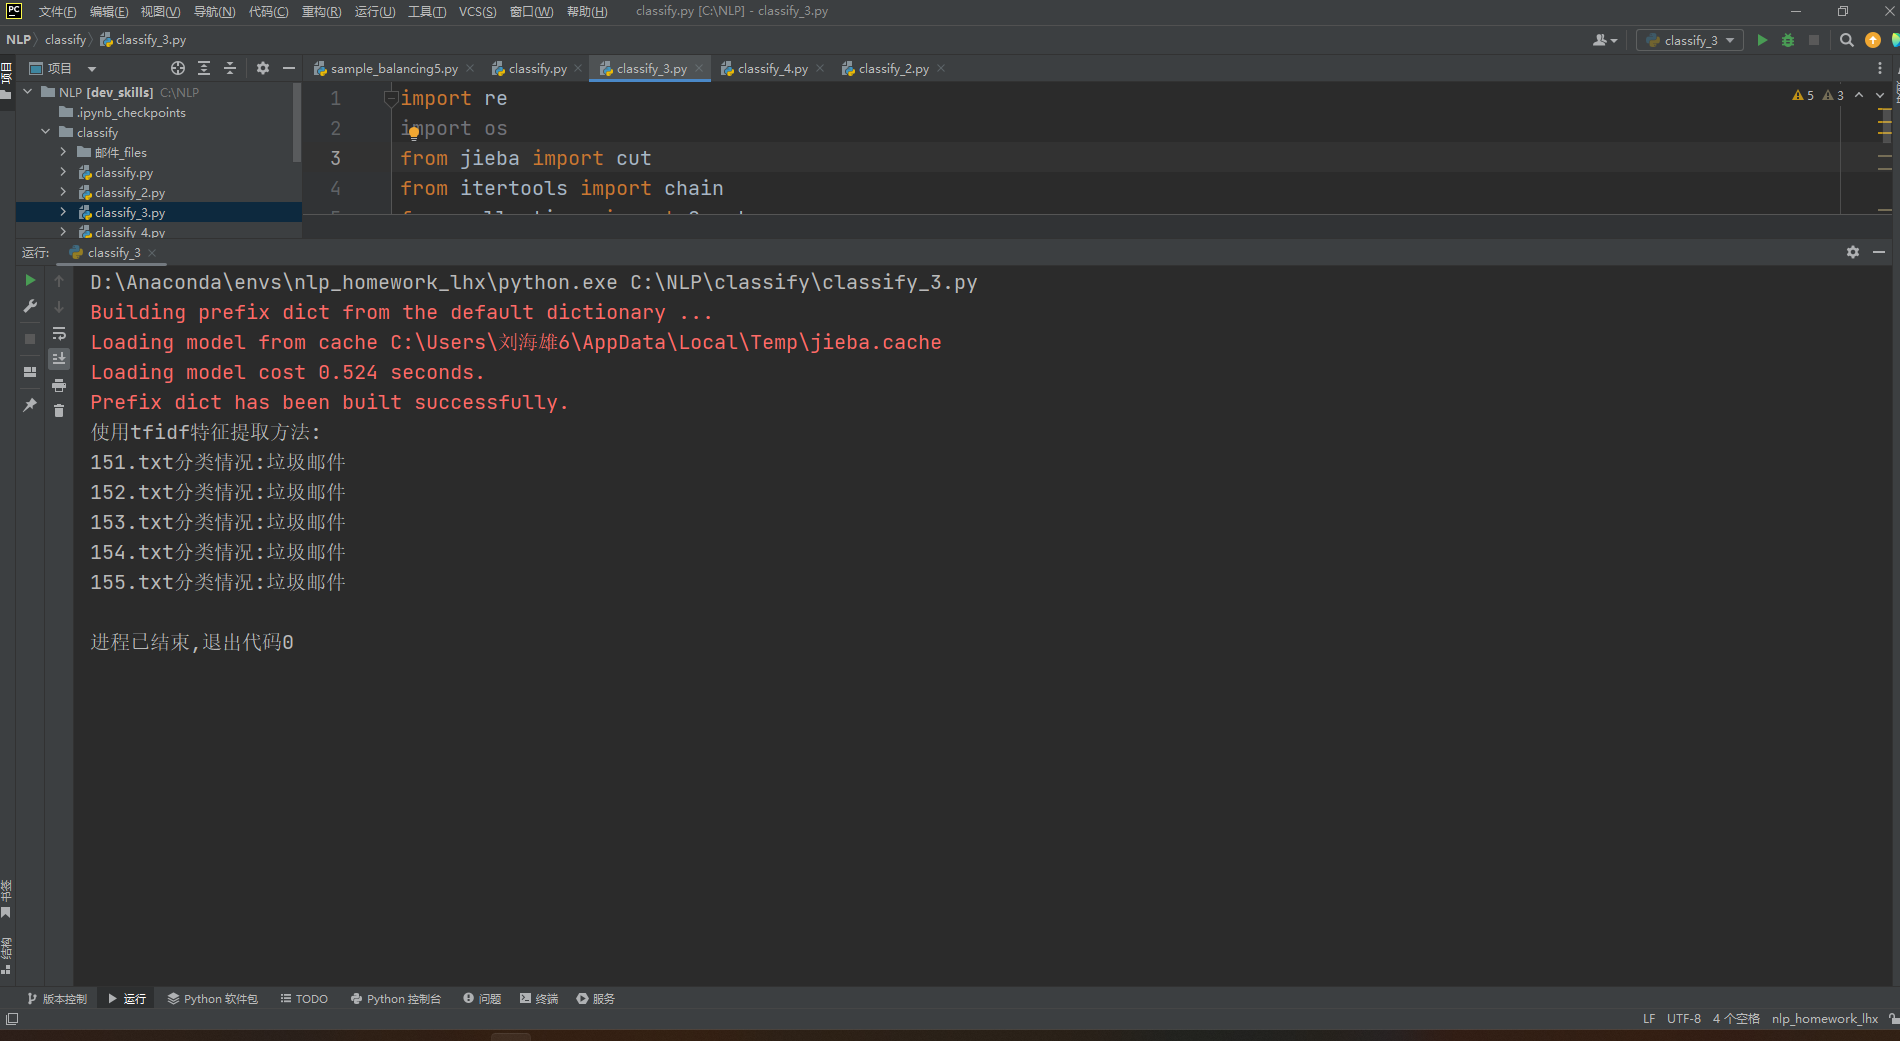 PC 文件(F) 编辑(E) 视图(V) 导航(N) 代码(C) 重构(R) 运行(U) 工具(T) VCS(S) 窗口(W) 帮助(H) classify.py [C:\NLP] - classify_3.py
NLP classify classify_3.py classify_3
项目
项目 sample_balancing5.py classify.py classify_3.py classify_4.py classify_2.py
NLP [dev_skills] C:\NLP
.ipynb_checkpoints
classify
邮件_files
classify.py
classify_2.py
classify_3.py
classify_4.py
1 import re
2 import os
3 from jieba import cut
4 from itertools import chain
5 3
运行: classify_3
D:\Anaconda\envs\nlp_homework_lhx\python.exe C:\NLP\classify\classify_3.py
Building prefix dict from the default dictionary ...
Loading model from cache C:\Users\刘海雄6\AppData\Local\Temp\jieba.cache
Loading model cost 0.524 seconds.
Prefix dict has been built successfully.
使用tfidf特征提取方法:
151.txt分类情况:垃圾邮件
152.txt分类情况:垃圾邮件
153.txt分类情况:垃圾邮件
154.txt分类情况:垃圾邮件
155.txt分类情况:垃圾邮件
进程已结束,退出代码0
书签
结构
版本控制 运行 Python 软件包 TODO Python 控制台 问题 终端 服务
LF UTF-8 4 个空格 nlp_homework_lhx